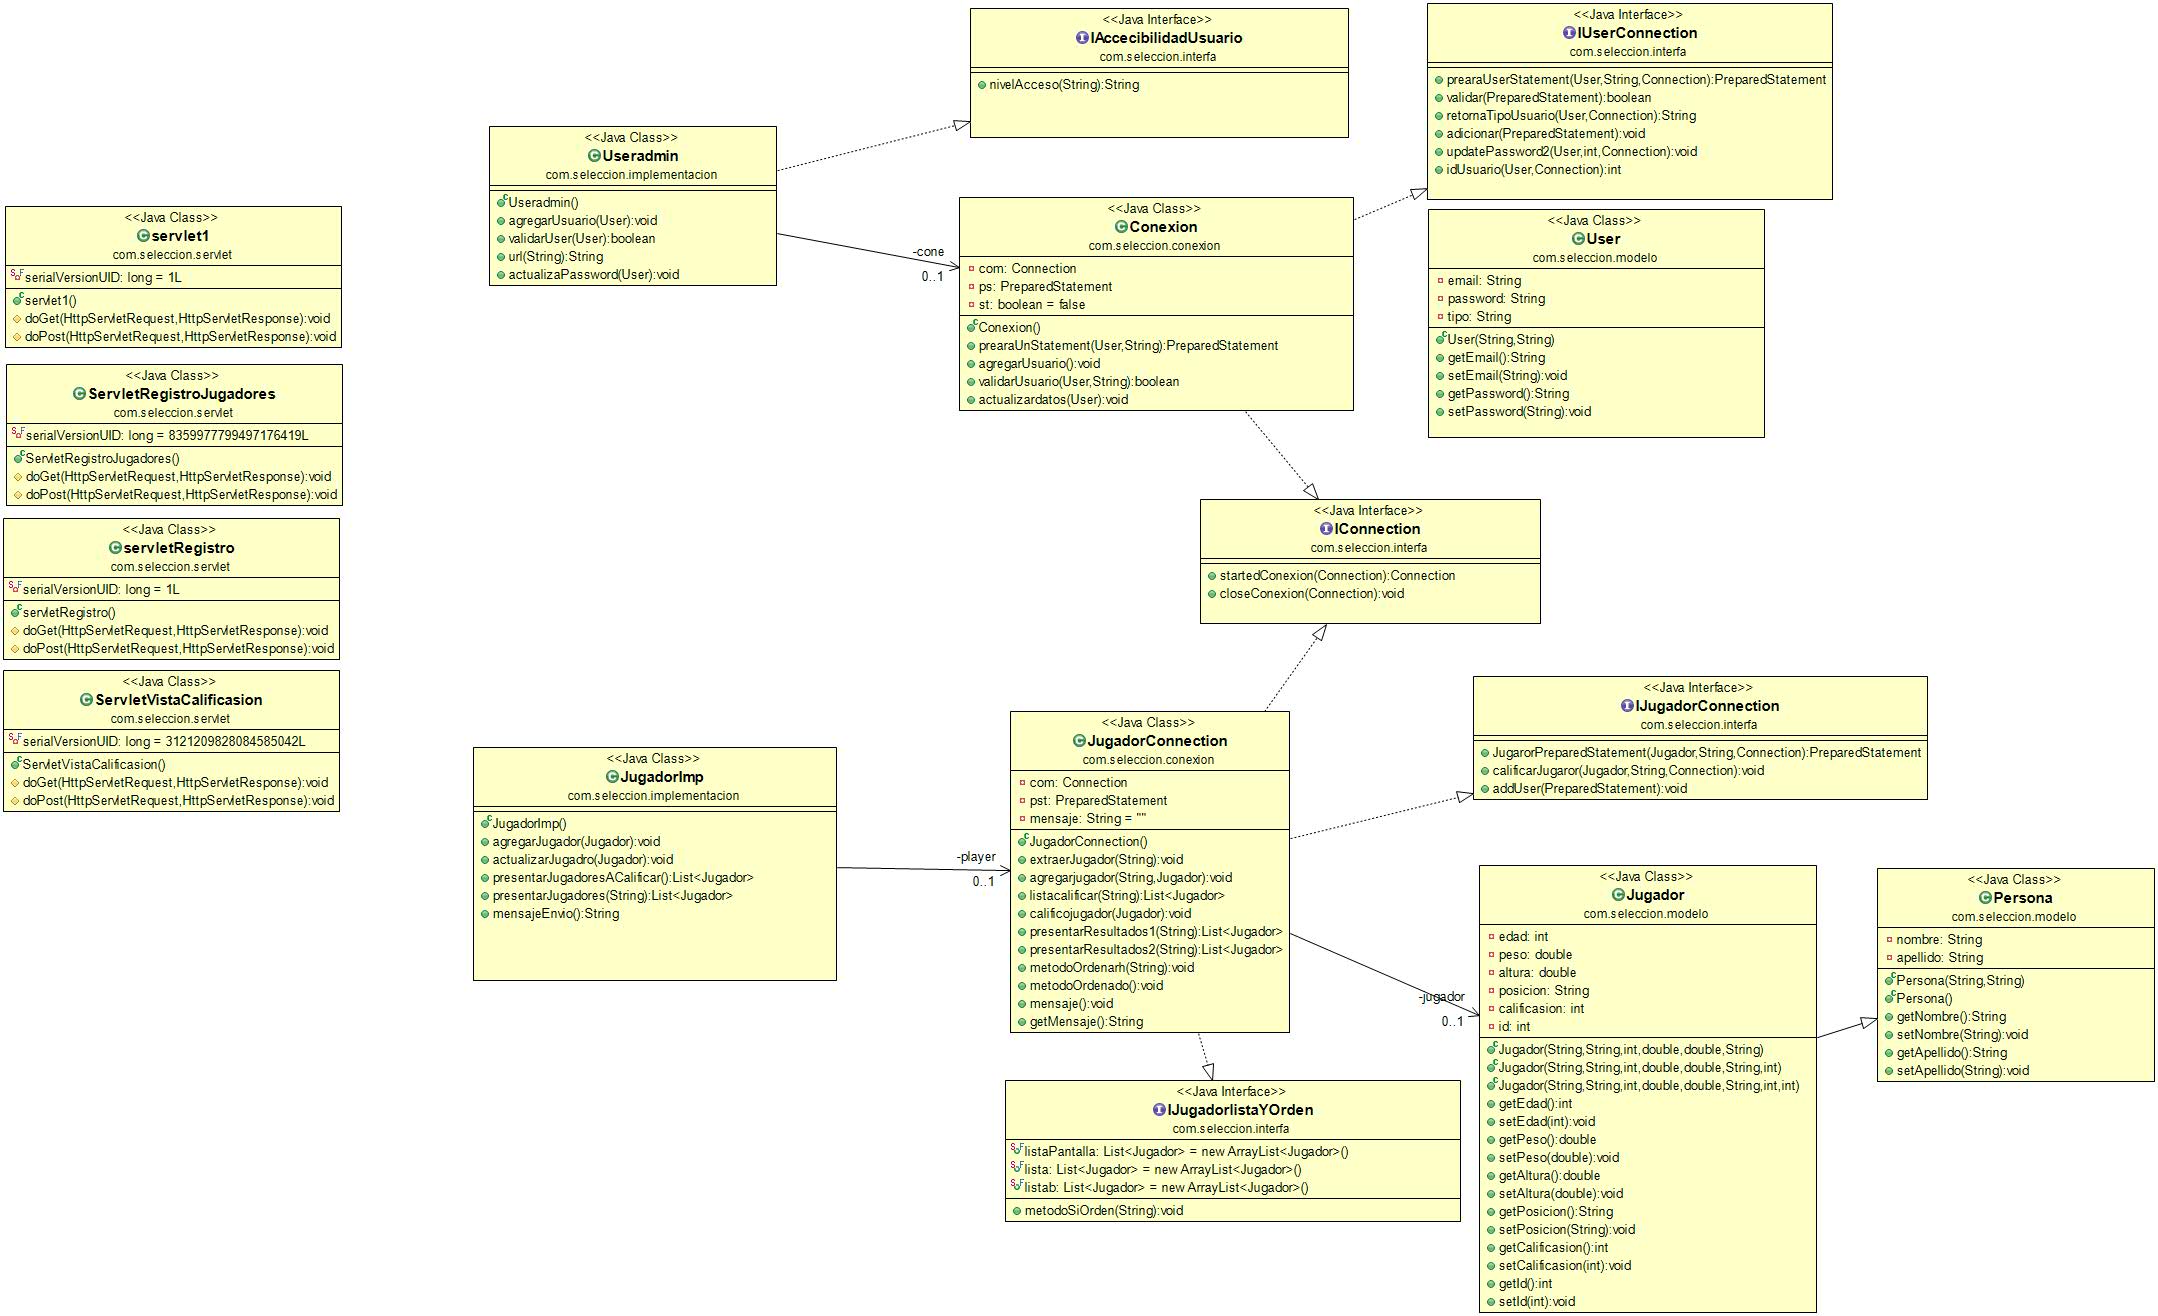 <<Java Interface>>
IAccecibilidadUsuario
com.seleccion.interfa
nivelAcceso(String):String
<<Java Interface>>
IUserConnection
com.seleccion.interfa
prearaUserStatement(User,String,Connection):PreparedStatement
validar(PreparedStatement):boolean
retornaTipoUsuario(User,Connection):String
adicionar(PreparedStatement):void
updatePassword2(User,int,Connection):void
idUsuario(User,Connection):int
<<Java Class>>
Useradmin
com.seleccion.implementacion
Useradmin()
agregarUsuario(User):void
validarUser(User):boolean
url(String):String
actualizaPassword(User):void
-cone
0..1
<<Java Class>>
Conexion
com.seleccion.conexion
com: Connection
ps: PreparedStatement
st: boolean = false
Conexion()
prearaUnStatement(User,String):PreparedStatement
agregarUsuario():void
validarUsuario(User,String):boolean
actualizardatos(User):void
<<Java Class>>
User
com.seleccion.modelo
email: String
password: String
tipo: String
User(String,String)
getEmail():String
setEmail(String):void
getPassword():String
setPassword(String):void
<<Java Class>>
servlet1
com.seleccion.servlet
serialVersionUID: long = 1L
servlet1()
doGet(HttpServletRequest,HttpServletResponse):void
doPost(HttpServletRequest,HttpServletResponse):void
<<Java Class>>
ServletRegistroJugadores
com.seleccion.servlet
serialVersionUID: long = 8359977799497176419L
ServletRegistroJugadores()
doGet(HttpServletRequest,HttpServletResponse):void
doPost(HttpServletRequest,HttpServletResponse):void
<<Java Class>>
servletRegistro
com.seleccion.servlet
serialVersionUID: long = 1L
servletRegistro()
doGet(HttpServletRequest,HttpServletResponse):void
doPost(HttpServletRequest,HttpServletResponse):void
<<Java Class>>
ServletVistaCalificasion
com.seleccion.servlet
serialVersionUID: long = 3121209828084585042L
ServletVistaCalificasion()
doGet(HttpServletRequest,HttpServletResponse):void
doPost(HttpServletRequest,HttpServletResponse):void
<<Java Interface>>
IConnection
com.seleccion.interfa
startedConexion(Connection):Connection
closeConexion(Connection):void
<<Java Class>>
JugadorImp
com.seleccion.implementacion
JugadorImp()
agregarJugador(Jugador):void
actualizarJugadro(Jugador):void
presentarJugadoresACalificar():List<Jugador>
presentarJugadores(String):List<Jugador>
mensajeEnvio():String
-player
0..1
<<Java Class>>
JugadorConnection
com.seleccion.conexion
com: Connection
pst: PreparedStatement
mensaje: String = ""
JugadorConnection()
extraerJugador(String):void
agregarjugador(String,Jugador):void
listacalificar(String):List<Jugador>
calificojugador(Jugador):void
presentarResultados1(String):List<Jugador>
presentarResultados2(String):List<Jugador>
metodoOrdenarh(String):void
metodoOrdenado():void
mensaje():void
getMensaje():String
<<Java Interface>>
IJugadorConnection
com.seleccion.interfa
JugarorPreparedStatement(Jugador,String,Connection):PreparedStatement
calificarJugaror(Jugador,String,Connection):void
addUser(PreparedStatement):void
-jugador
0..1
<<Java Class>>
Jugador
com.seleccion.modelo
edad: int
peso: double
altura: double
posicion: String
calificasion: int
id: int
Jugador(String,String,int,double,double,String)
Jugador(String,String,int,double,double,String,int)
Jugador(String,String,int,double,double,String,int,int)
getEdad():int
setEdad(int):void
getPeso():double
setPeso(double):void
getAltura():double
setAltura(double):void
getPosicion():String
setPosicion(String):void
getCalificasion():int
setCalificasion(int):void
getId():int
setId(int):void
<<Java Class>>
Persona
com.seleccion.modelo
nombre: String
apellido: String
Persona(String,String)
Persona()
getNombre():String
setNombre(String):void
getApellido():String
setApellido(String):void
<<Java Interface>>
IJugadorlistaYOrden
com.seleccion.interfa
listaPantalla: List<Jugador> = new ArrayList<Jugador>()
lista: List<Jugador> = new ArrayList<Jugador>()
listab: List<Jugador> = new ArrayList<Jugador>()
metodoSiOrden(String):void